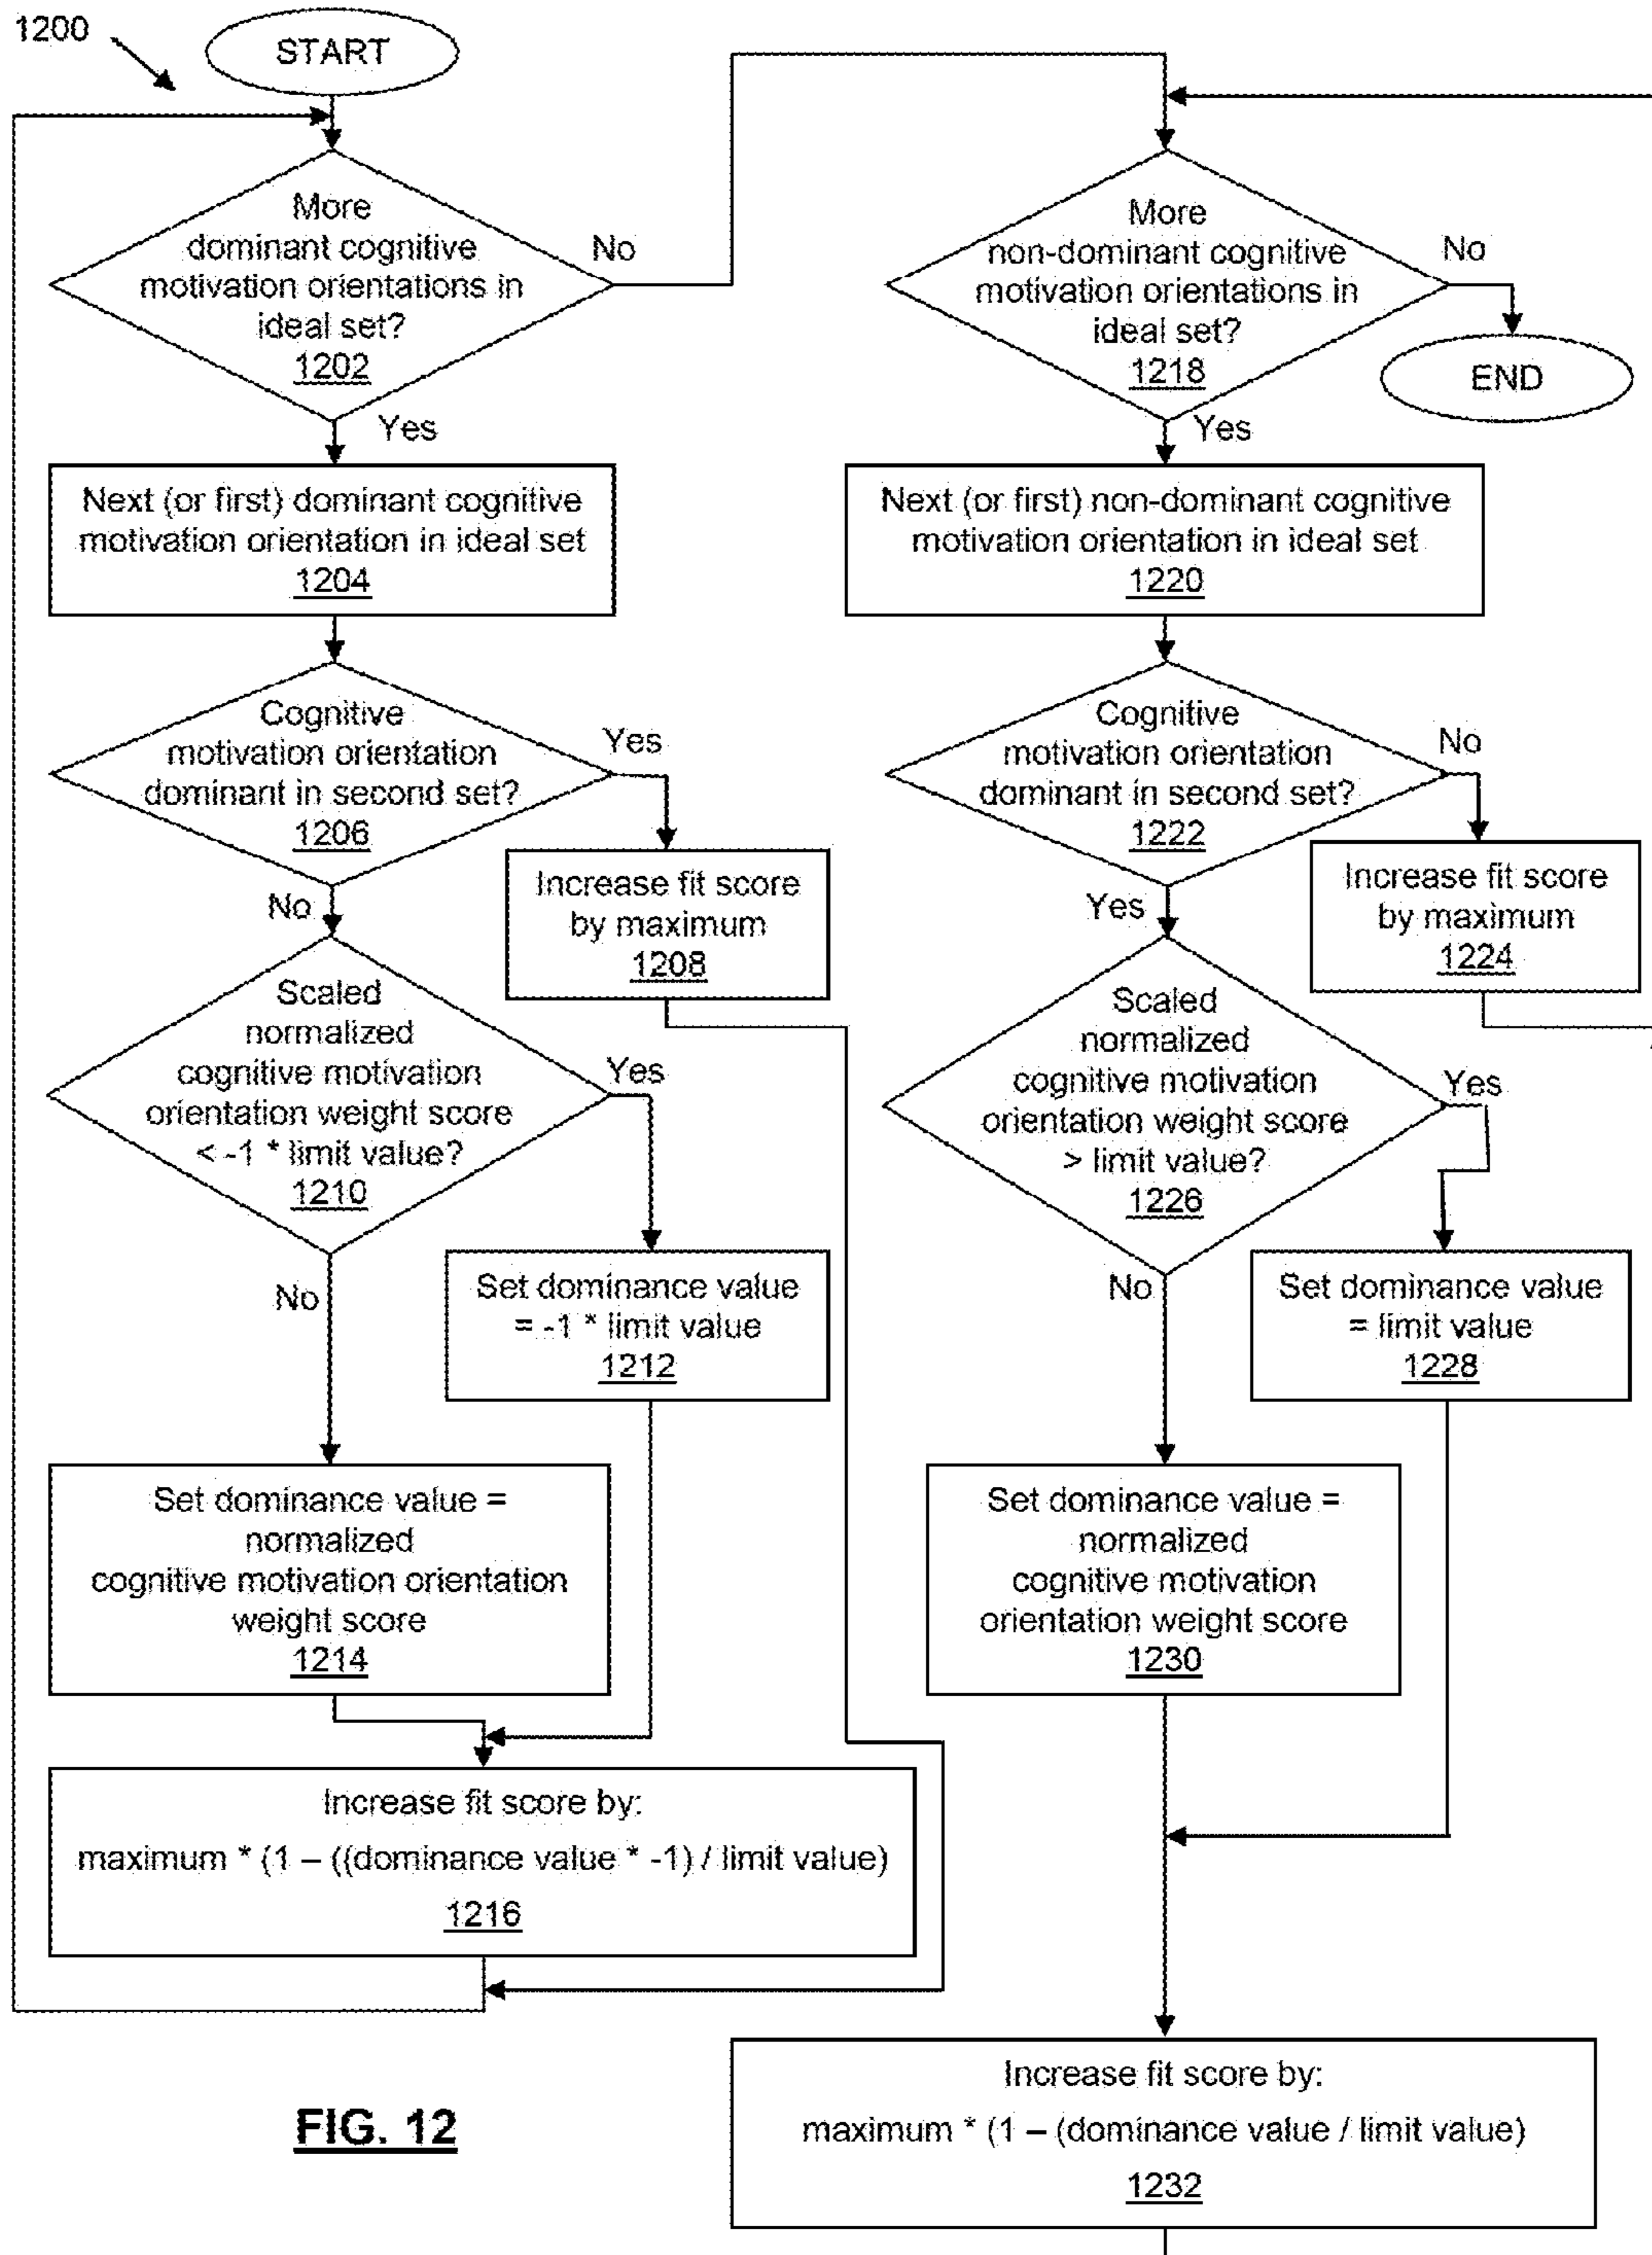 1200
START
More
dominant cognitive
motivation orientations in
ideal set?
1202
No
Yes
Next (or first) dominant cognitive
motivation orientation in ideal set
1204
Cognitive
motivation orientation
dominant in second set?
1206
Yes
No
Increase fit score
by maximum
1208
Scaled
normalized
cognitive motivation
orientation weight score
< -1 * limit value?
1210
Yes
No
Set dominance value
= -1 * limit value
1212
Set dominance value =
normalized
cognitive motivation orientation
weight score
1214
Increase fit score by:
maximum * (1 – ((dominance value * -1) / limit value)
1216
More
non-dominant cognitive
motivation orientations in
ideal set?
1218
No
END
Yes
Next (or first) non-dominant cognitive
motivation orientation in ideal set
1220
Cognitive
motivation orientation
dominant in second set?
1222
No
Yes
Increase fit score
by maximum
1224
Scaled
normalized
cognitive motivation
orientation weight score
> limit value?
1226
Yes
No
Set dominance value
= limit value
1228
Set dominance value =
normalized
cognitive motivation
orientation weight score
1230
Increase fit score by:
maximum * (1 – (dominance value / limit value)
1232
FIG. 12